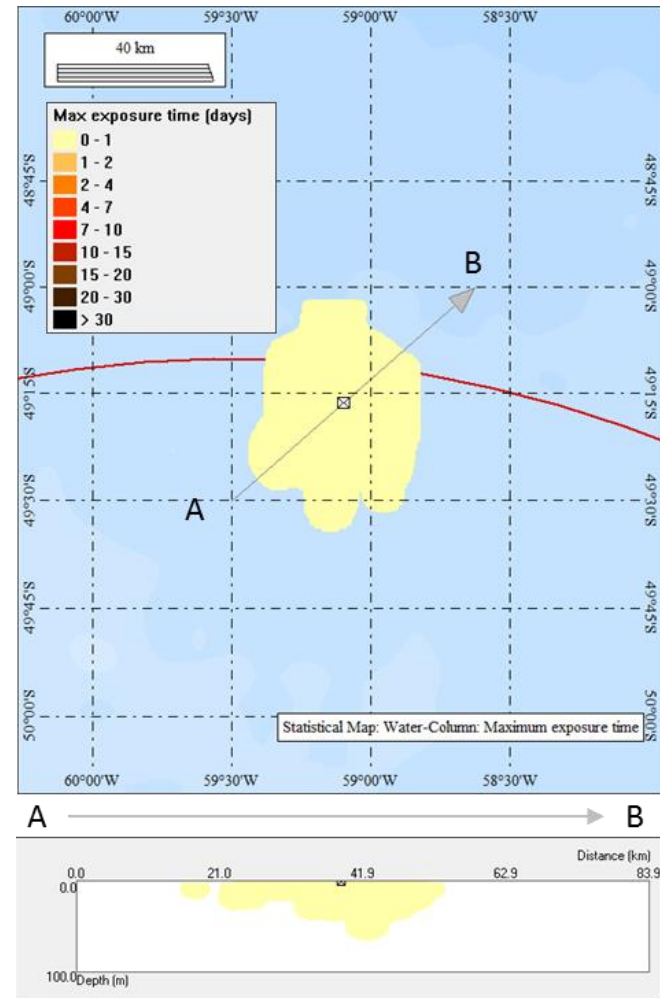 60°00'W 59°30'W 59°00'W 58°30'W
40 km
Max exposure time (days)
0 - 1
1 - 2
2 - 4
4 - 7
7 - 10
10 - 15
15 - 20
20 - 30
> 30
48°45'S 48°45'S
B
49°00'S 49°00'S
49°15'S 49°15'S
A
49°30'S 49°30'S
49°45'S 49°45'S
50°00'S 50°00'S
Statistical Map: Water-Column: Maximum exposure time
60°00'W 59°30'W 59°00'W 58°30'W
A B
Distance (km)
0.0 21.0 41.9 62.9 83.9
0.0
100.0 Depth (m)